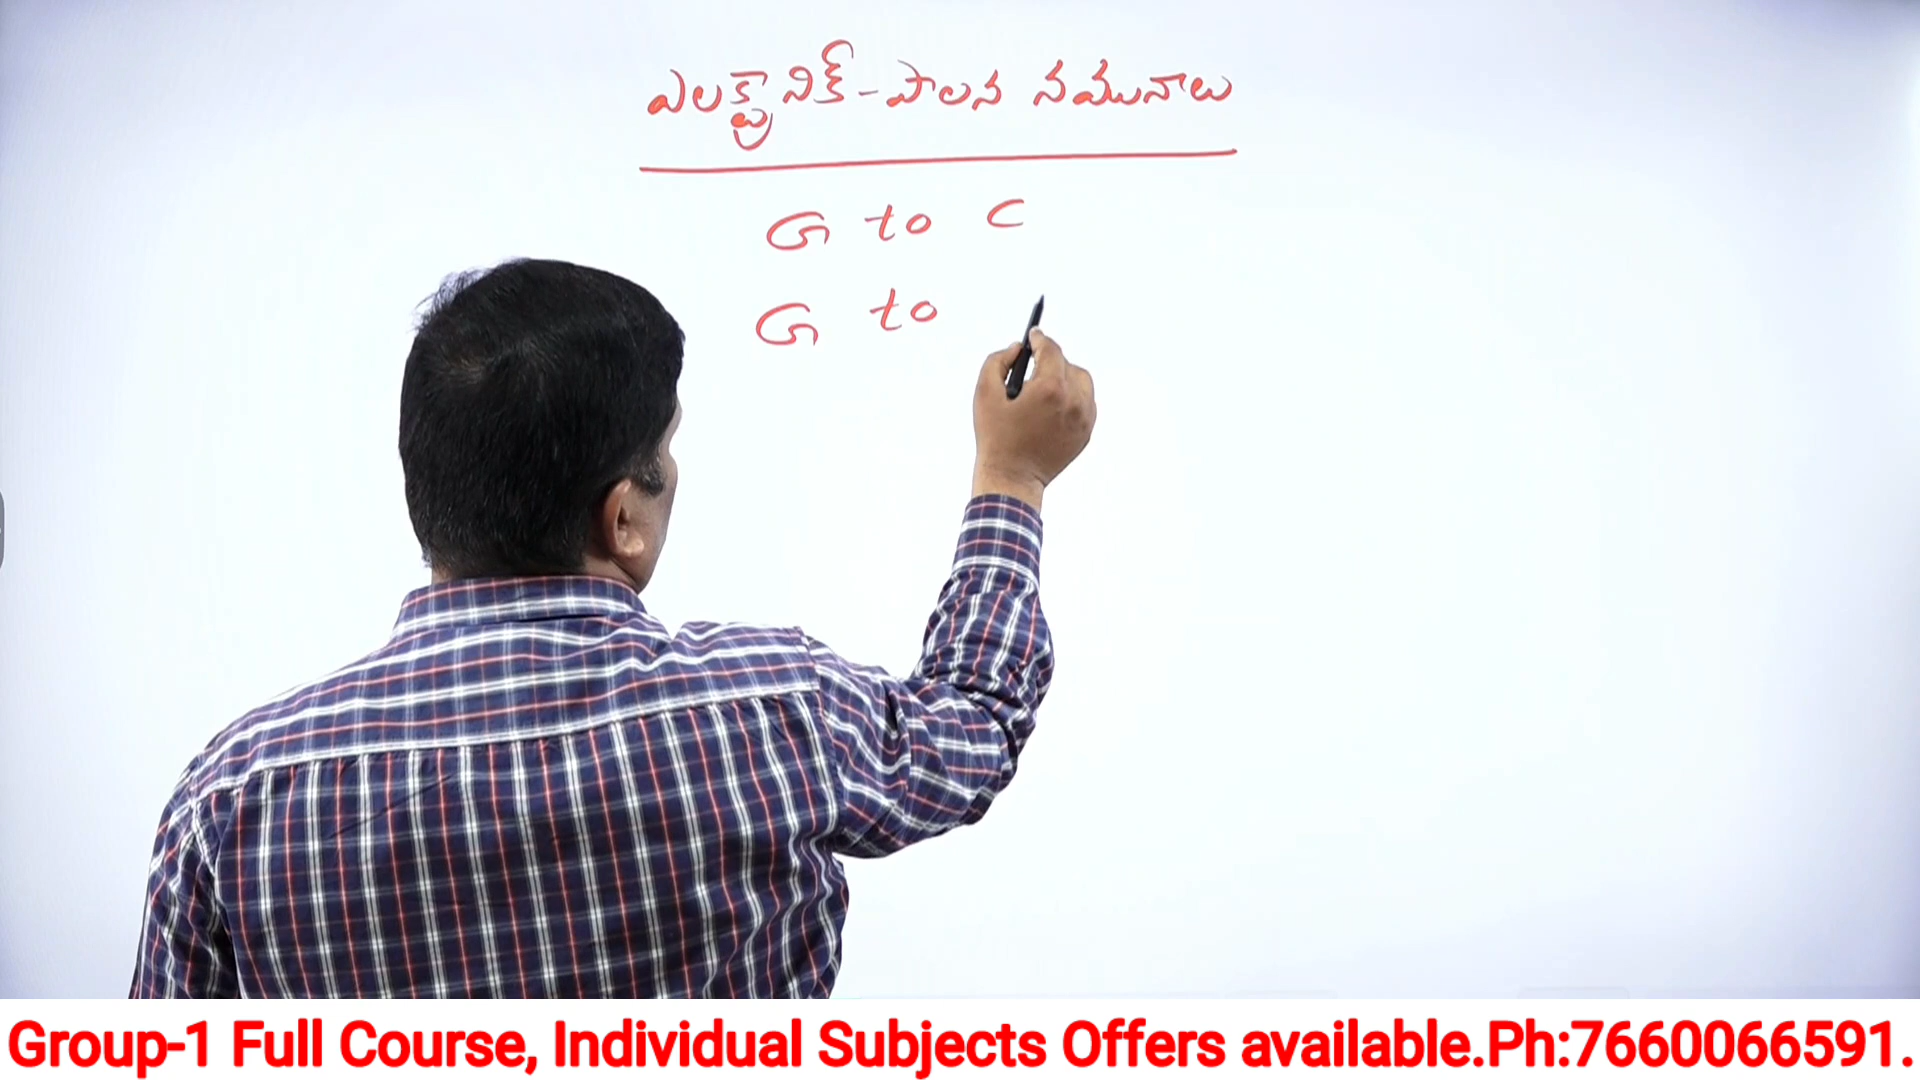 ఎలక్ట్రానిక్-పాలన నమునాలు
G to C
G to
Group-1 Full Course, Individual Subjects Offers available.Ph:7660066591.